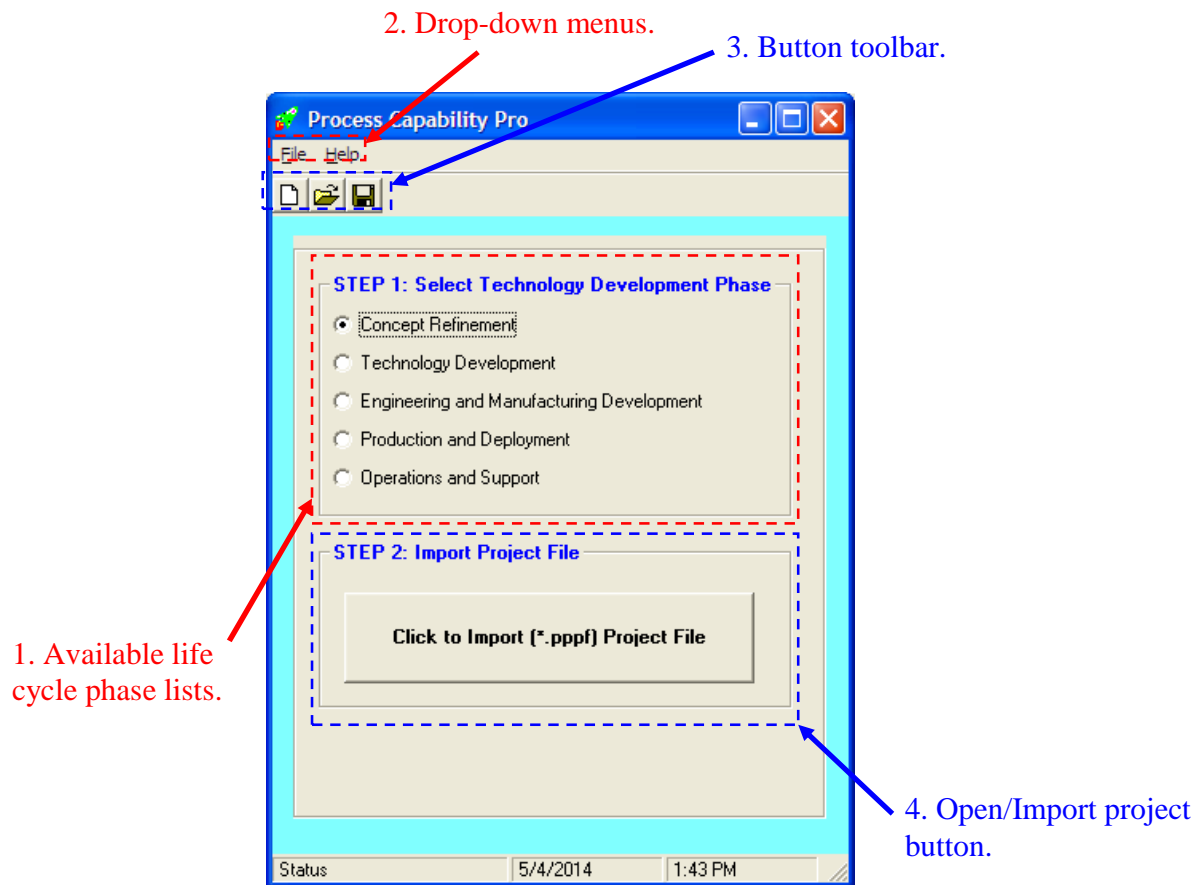 2. Drop-down menus.
3. Button toolbar.
Process Capability Pro
File Help
STEP 1: Select Technology Development Phase
Concept Refinement
Technology Development
Engineering and Manufacturing Development
Production and Deployment
Operations and Support
STEP 2: Import Project File
Click to Import (*.pppf) Project File
1. Available life
cycle phase lists.
4. Open/Import project
button.
Status 5/4/2014 1:43 PM